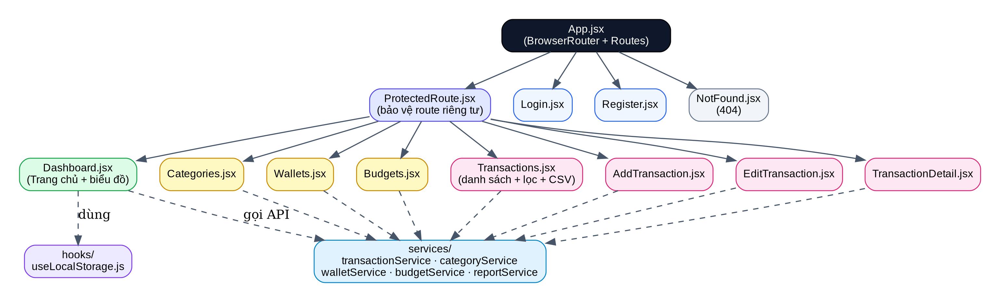 App.jsx
(BrowserRouter + Routes)
ProtectedRoute.jsx
(bảo vệ route riêng tư)
Login.jsx
Register.jsx
NotFound.jsx
(404)
Dashboard.jsx
(Trang chủ + biểu đồ)
Categories.jsx
Wallets.jsx
Budgets.jsx
Transactions.jsx
(danh sách + lọc + CSV)
AddTransaction.jsx
EditTransaction.jsx
TransactionDetail.jsx
dùng
gọi API
hooks/
useLocalStorage.js
services/
transactionService · categoryService
walletService · budgetService · reportService